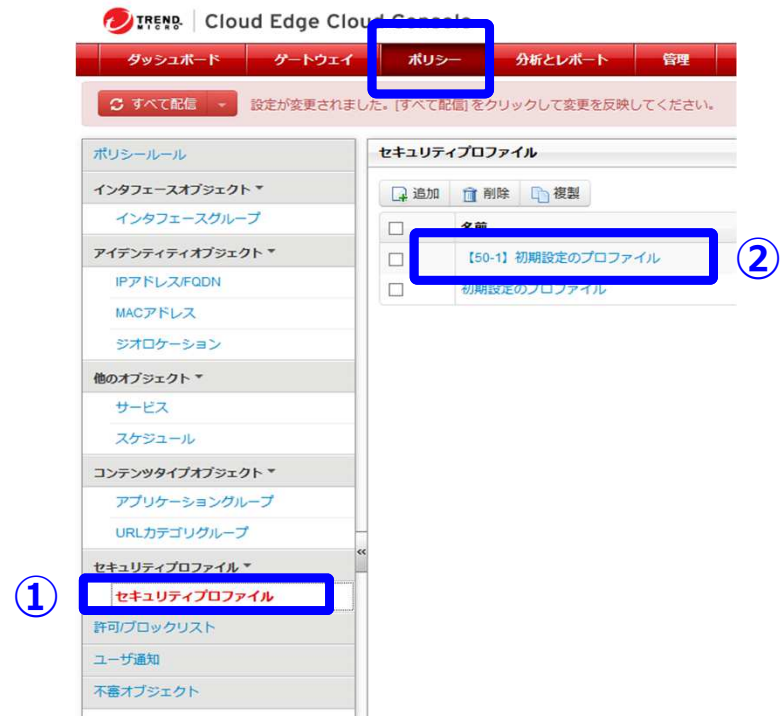 TREND MICRO Cloud Edge Cloud Console
ダッシュボード ゲートウェイ ポリシー 分析とレポート 管理
すべて配信 設定が変更されました。[すべて配信] をクリックして変更を反映してください。
ポリシールール
インタフェースオブジェクト
インタフェースグループ
アイデンティティオブジェクト
IPアドレス/FQDN
MACアドレス
ジオロケーション
他のオブジェクト
サービス
スケジュール
コンテンツタイプオブジェクト
アプリケーショングループ
URLカテゴリグループ
セキュリティプロファイル
① セキュリティプロファイル
許可/ブロックリスト
ユーザ通知
不審オブジェクト
«
セキュリティプロファイル
追加 削除 複製
名前
【50-1】初期設定のプロファイル ②
初期設定のプロファイル